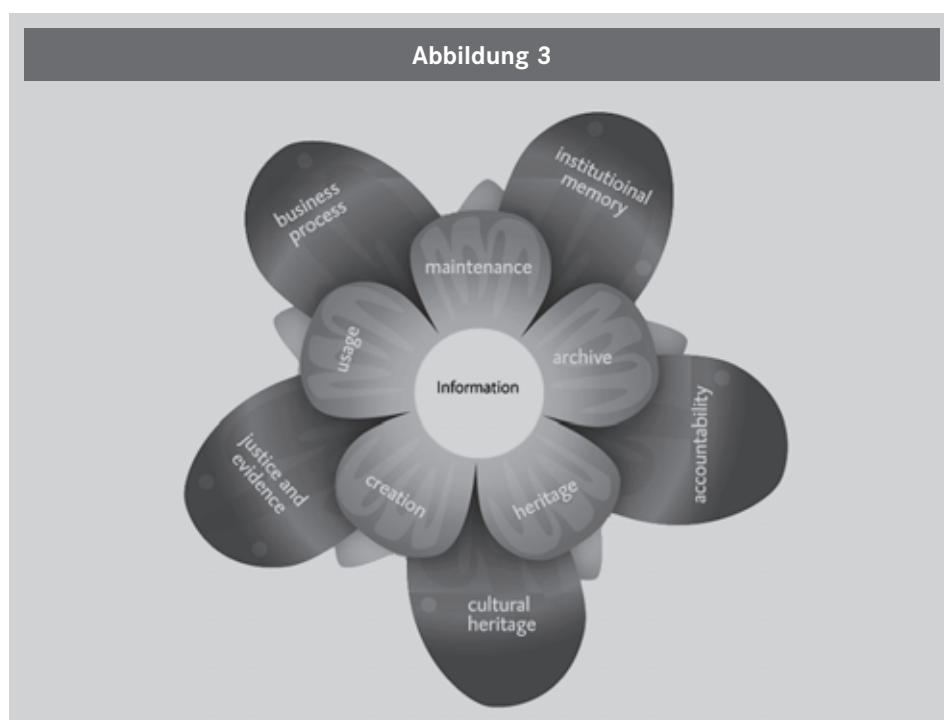 Abbildung 3
business
process
institutioinal
memory
maintenance
usage
archive
Information
accountability
justice and
evidence
creation
heritage
cultural
heritage